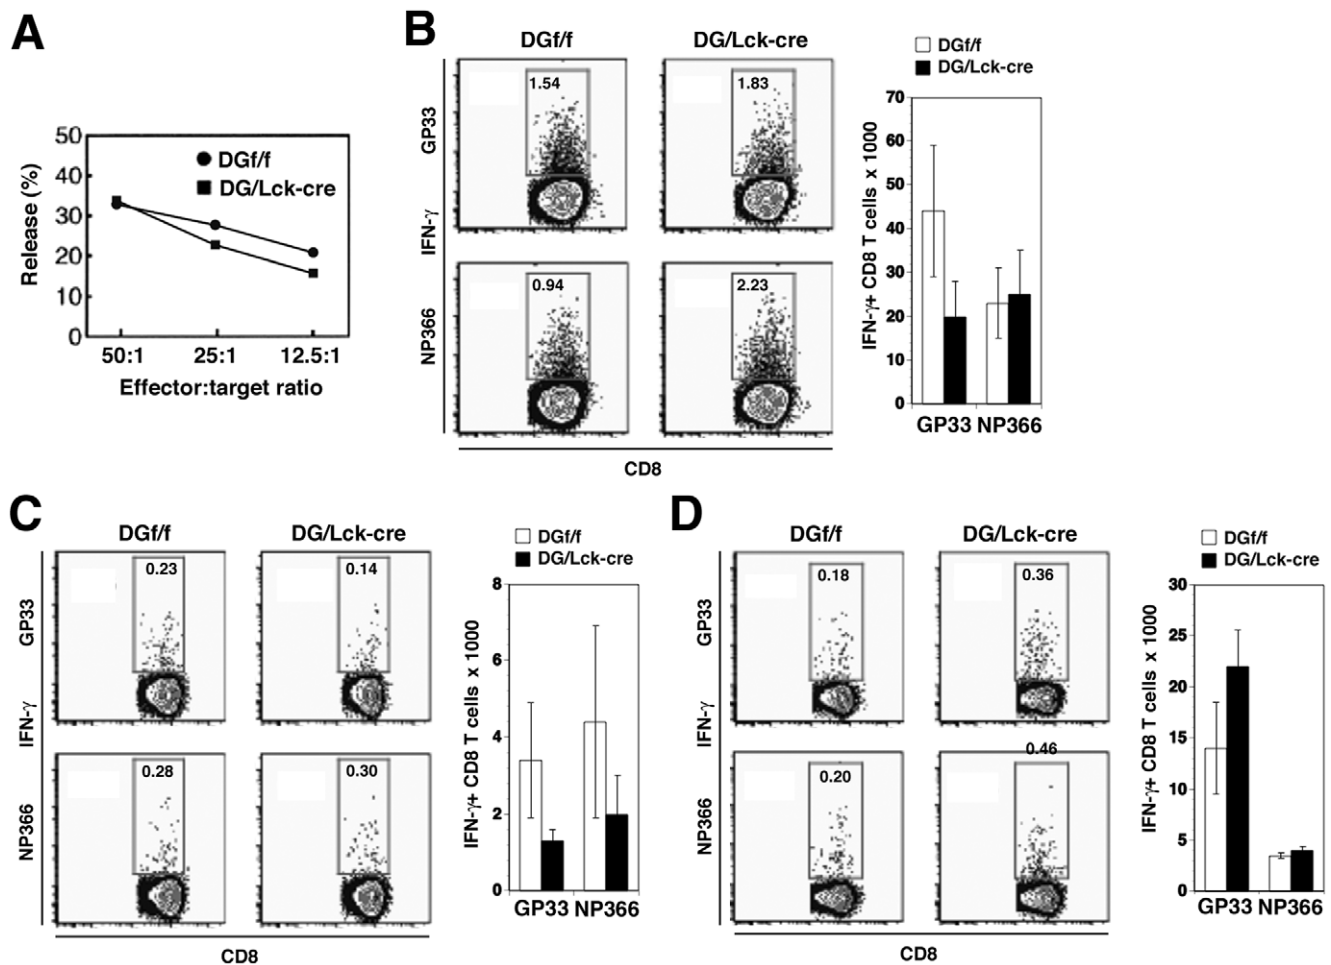 A
50
40
30
20
10
0
Release (%)
DGf/f
DG/Lck-cre
50:1 25:1 12.5:1
Effector:target ratio
B
DGf/f DG/Lck-cre
GP33
IFN-γ
NP366
1.54 1.83
0.94 2.23
CD8
DGf/f
DG/Lck-cre
70
60
50
40
30
20
10
0
IFN-γ+ CD8 T cells x 1000
GP33 NP366
C
DGf/f DG/Lck-cre
GP33
IFN-γ
NP366
0.23 0.14
0.28 0.30
CD8
DGf/f
DG/Lck-cre
8
6
4
2
0
IFN-γ+ CD8 T cells x 1000
GP33 NP366
D
DGf/f DG/Lck-cre
GP33
IFN-γ
NP366
0.18 0.36
0.20 0.46
CD8
DGf/f
DG/Lck-cre
30
25
20
15
10
5
0
IFN-γ+ CD8 T cells x 1000
GP33 NP366